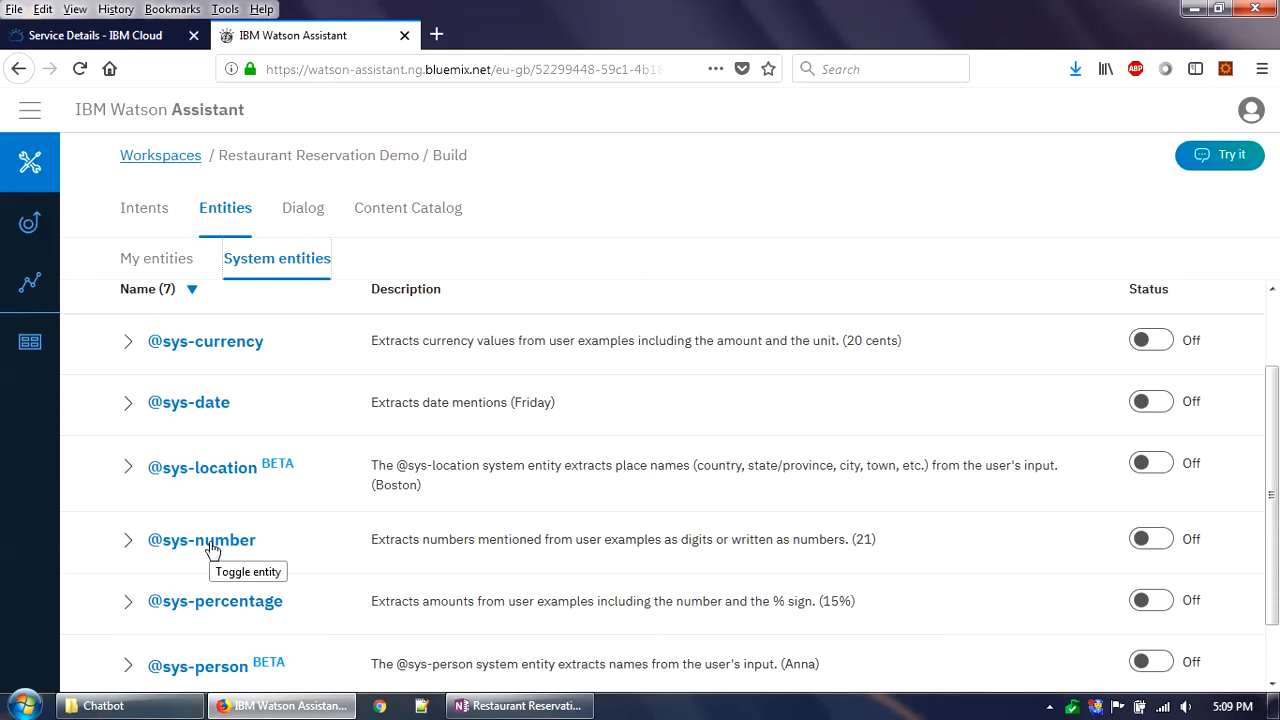 File Edit View History Bookmarks Tools Help
Service Details - IBM Cloud
IBM Watson Assistant
https://watson-assistant.ng.bluemix.net/eu-gb/52299448-59c1-4b18
Search
ABP
IBM Watson Assistant
Workspaces / Restaurant Reservation Demo / Build
Try it
Intents Entities Dialog Content Catalog
My entities System entities
Name (7) Description Status
@sys-currency Extracts currency values from user examples including the amount and the unit. (20 cents) Off
@sys-date Extracts date mentions (Friday) Off
@sys-location BETA The @sys-location system entity extracts place names (country, state/province, city, town, etc.) from the user's input.
(Boston) Off
@sys-number Extracts numbers mentioned from user examples as digits or written as numbers. (21) Off
Toggle entity
@sys-percentage Extracts amounts from user examples including the number and the % sign. (15%) Off
@sys-person BETA The @sys-person system entity extracts names from the user's input. (Anna) Off
Chatbot
IBM Watson Assistan...
Restaurant Reservati...
5:09 PM